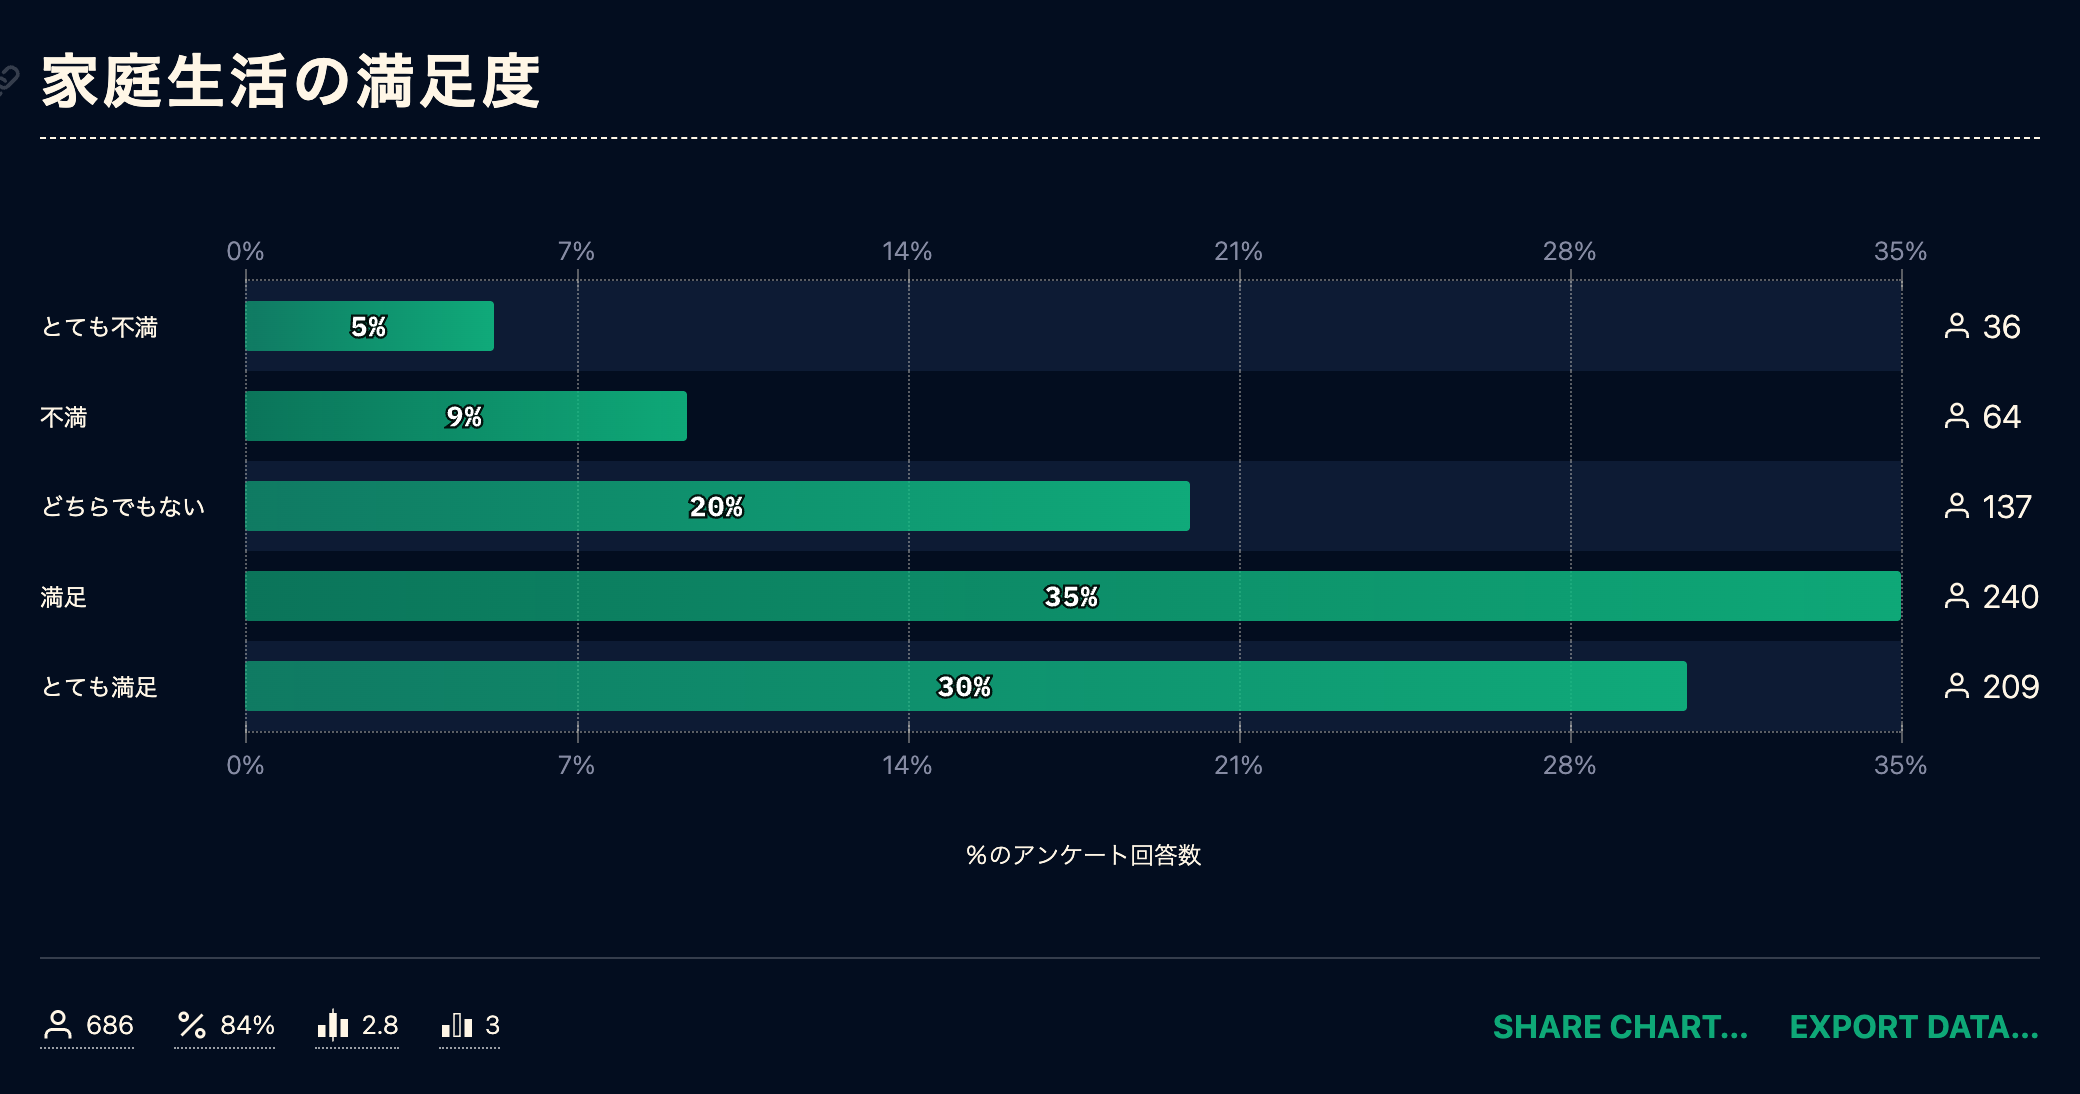 家庭生活の満足度
0% 7% 14% 21% 28% 35%
とても不満 5% 36
不満 9% 64
どちらでもない 20% 137
満足 35% 240
とても満足 30% 209
0% 7% 14% 21% 28% 35%
%のアンケート回答数
686 84% 2.8 3 SHARE CHART... EXPORT DATA...